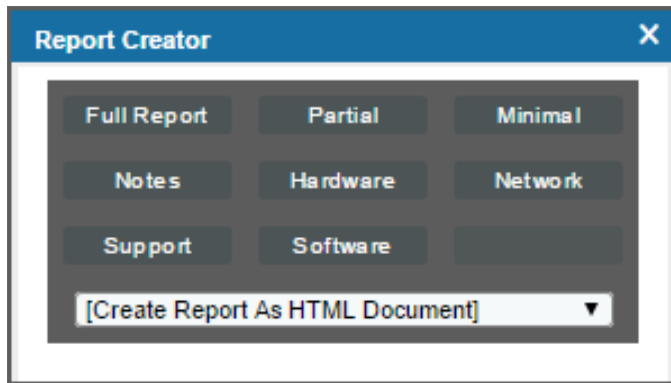 Report Creator
Full Report Partial Minimal
Notes Hardware Network
Support Software
[Create Report As HTML Document]